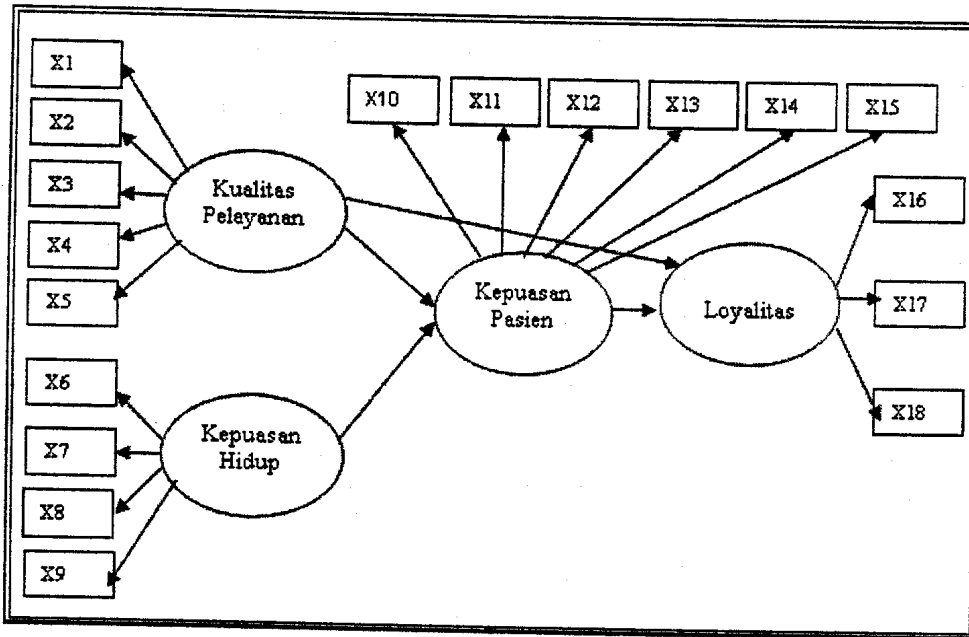 X1
X2
X3
X4
X5
Kualitas
Pelayanan
X6
X7
X8
X9
Kepuasan
Hidup
X10
X11
X12
X13
X14
X15
Kepuasan
Pasien
Loyalitas
X16
X17
X18